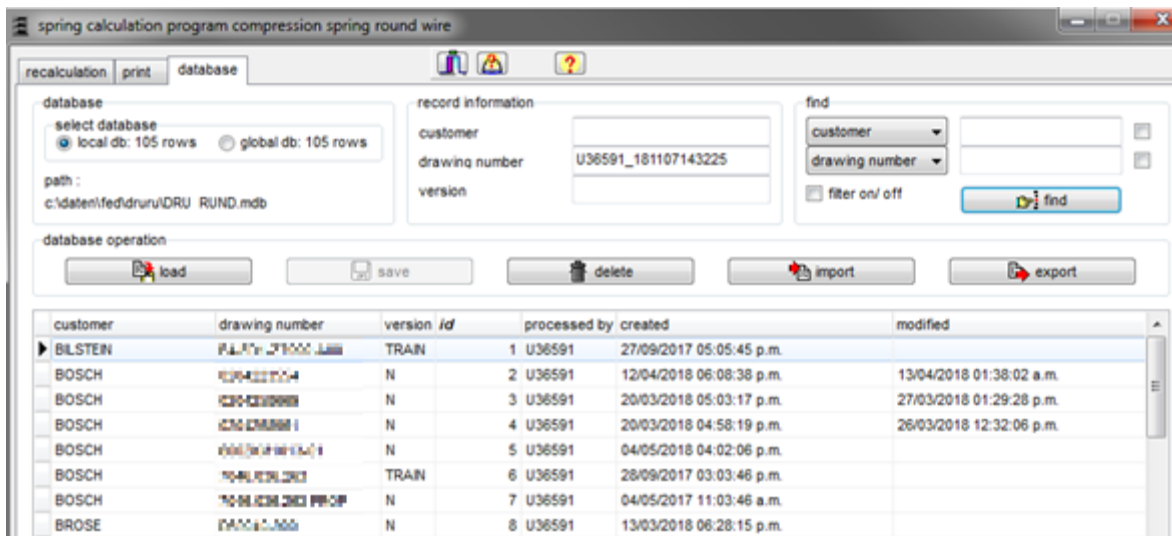 spring calculation program compression spring round wire
recalculation print database
database
select database
local db: 105 rows global db: 105 rows
path :
c:\daten\fed\druru\DRU RUND.mdb
record information
customer
drawing number U36591_181107143225
version
find
customer
drawing number
filter on/ off find
database operation
load save delete import export
customer drawing number version id processed by created modified
BILSTEIN TRAIN 1 U36591 27/09/2017 05:05:45 p.m.
BOSCH N 2 U36591 12/04/2018 06:08:38 p.m. 13/04/2018 01:38:02 a.m.
BOSCH N 3 U36591 20/03/2018 05:03:17 p.m. 27/03/2018 01:29:28 p.m.
BOSCH N 4 U36591 20/03/2018 04:58:19 p.m. 26/03/2018 12:32:06 p.m.
BOSCH N 5 U36591 04/05/2018 04:02:06 p.m.
BOSCH TRAIN 6 U36591 28/09/2017 03:03:46 p.m.
BOSCH N 7 U36591 04/05/2017 11:03:46 a.m.
BROSE N 8 U36591 13/03/2018 06:28:15 p.m.